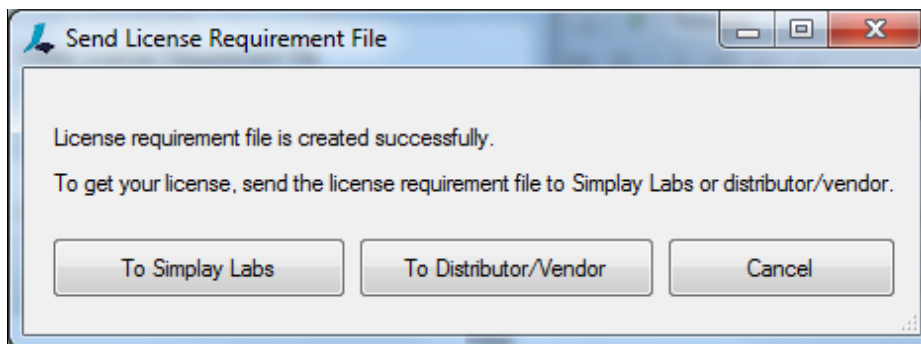 Send License Requirement File
License requirement file is created successfully.
To get your license, send the license requirement file to Simplay Labs or distributor/vendor.
To Simplay Labs
To Distributor/Vendor
Cancel